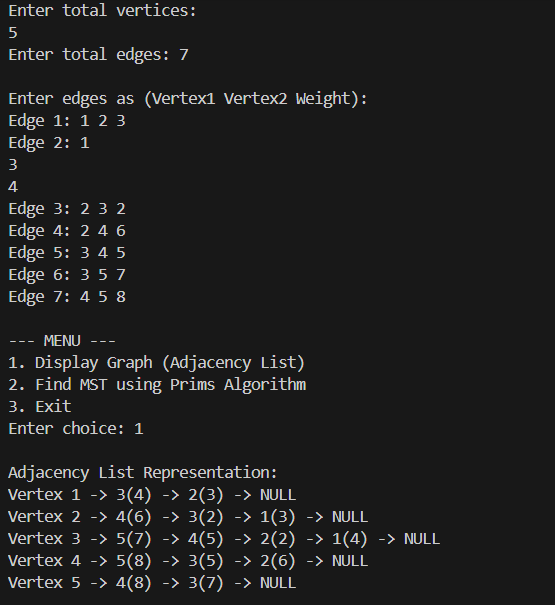 Enter total vertices:
5
Enter total edges: 7
Enter edges as (Vertex1 Vertex2 Weight):
Edge 1: 1 2 3
Edge 2: 1
3
4
Edge 3: 2 3 2
Edge 4: 2 4 6
Edge 5: 3 4 5
Edge 6: 3 5 7
Edge 7: 4 5 8
--- MENU ---
1. Display Graph (Adjacency List)
2. Find MST using Prims Algorithm
3. Exit
Enter choice: 1
Adjacency List Representation:
Vertex 1 -> 3(4) -> 2(3) -> NULL
Vertex 2 -> 4(6) -> 3(2) -> 1(3) -> NULL
Vertex 3 -> 5(7) -> 4(5) -> 2(2) -> 1(4) -> NULL
Vertex 4 -> 5(8) -> 3(5) -> 2(6) -> NULL
Vertex 5 -> 4(8) -> 3(7) -> NULL